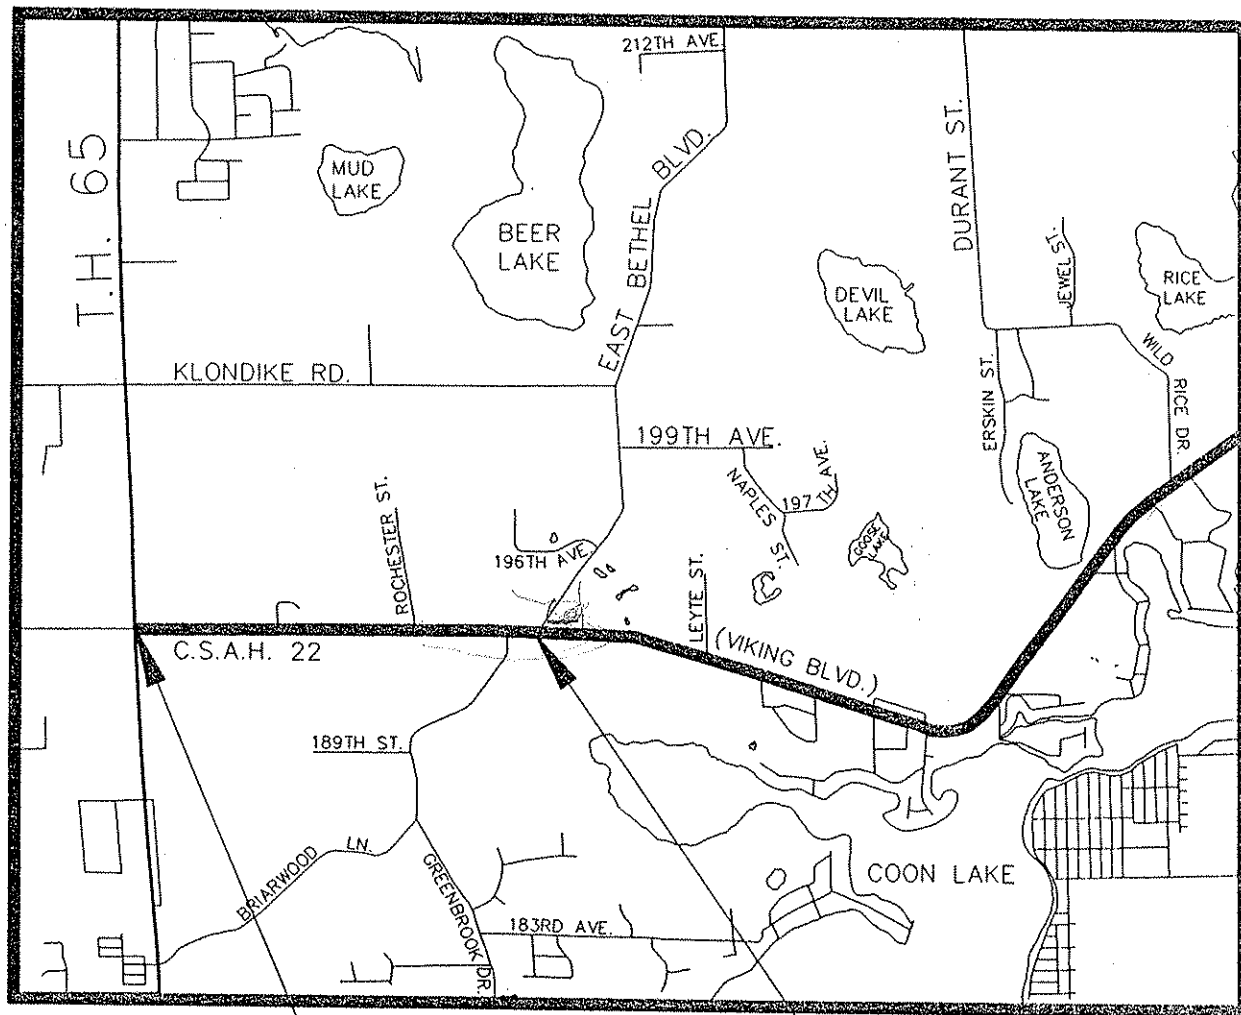 212TH AVE
T.H. 65
MUD
LAKE
BEER
LAKE
EAST BETHEL BLVD.
DURANT ST.
JEWEL ST.
RICE
LAKE
DEVIL
LAKE
WILD RICE DR.
KLONDIKE RD.
ERSKIN ST.
199TH AVE.
NAPLES ST.
197TH AVE.
ANDERSON
LAKE
ROCHESTER ST.
196TH AVE.
GOOSE
LAKE
LEYTE ST.
C.S.A.H. 22
(VIKING BLVD.)
189TH ST.
BRIARWOOD LN.
GREENBROOK DR.
COON LAKE
183RD AVE.